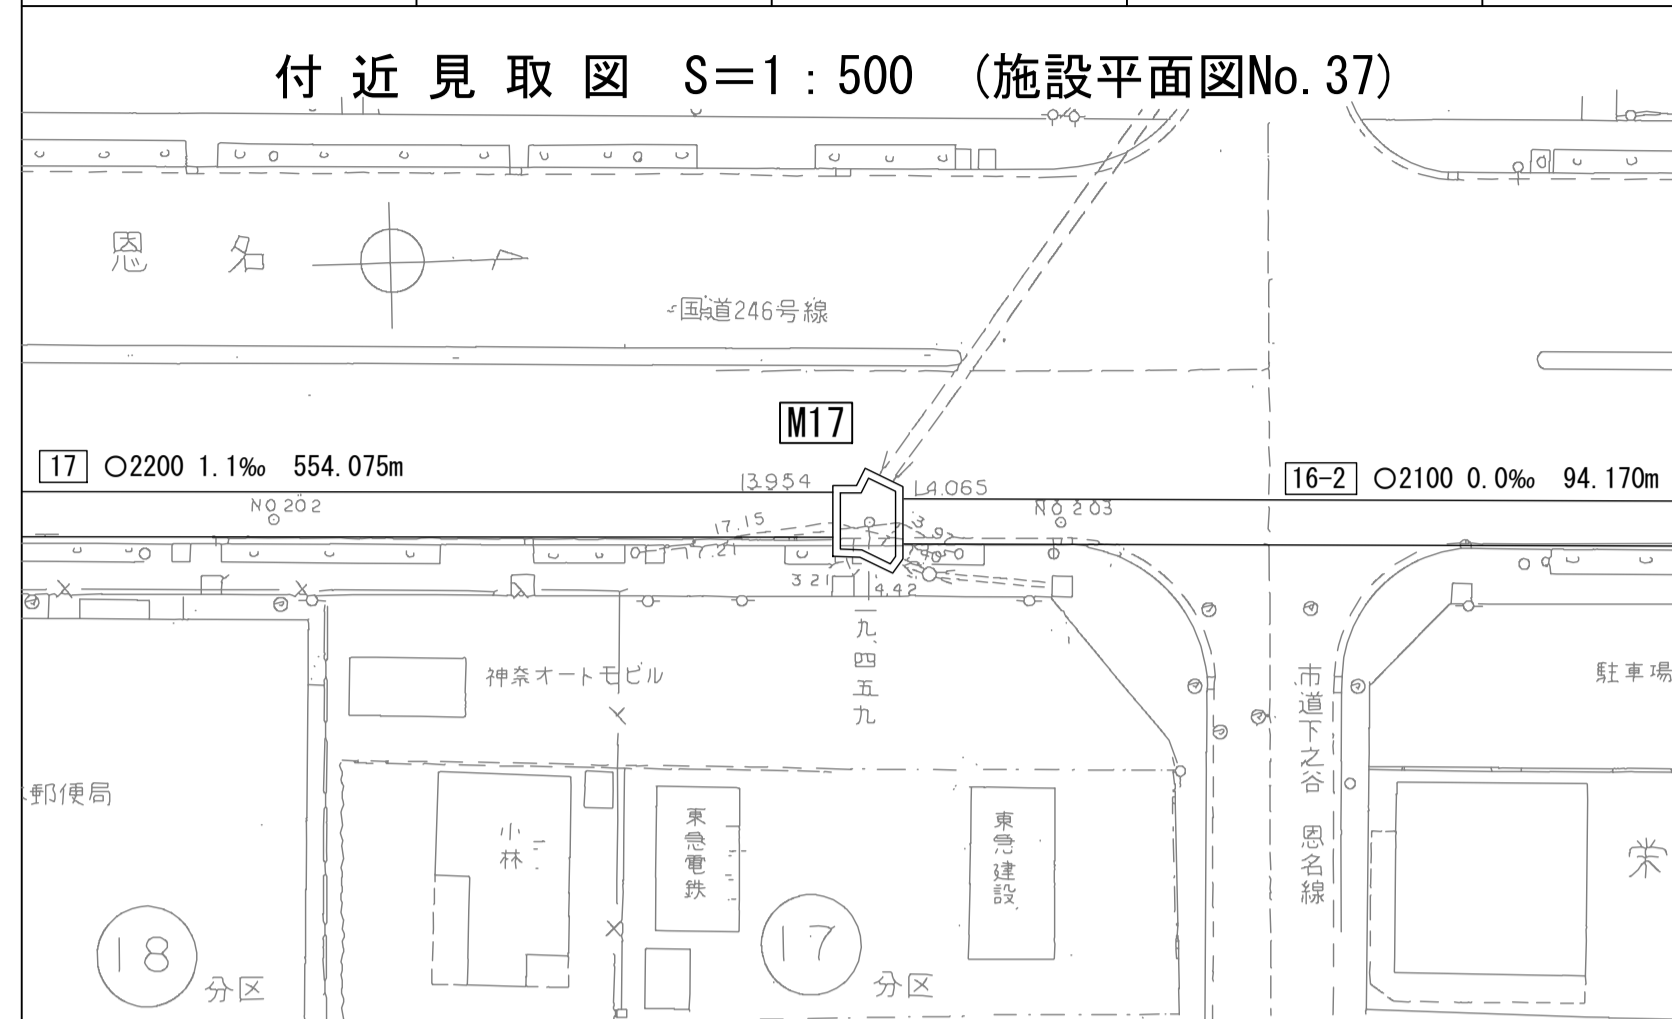 付近見取図 S=1:500 (施設平面図No.37)
恩名
国道246号線
M17
17 ○2200 1.1‰ 554.075m
16-2 ○2100 0.0‰ 94.170m
13.954
14.065
NO 202
NO 203
17.15
17.21
3.21
4.42
一九.四五九
神奈オートモビル
市道下之谷 恩名線
駐車場
郵便局
小林
東急電鉄
東急建設
栄
18 分区
17 分区